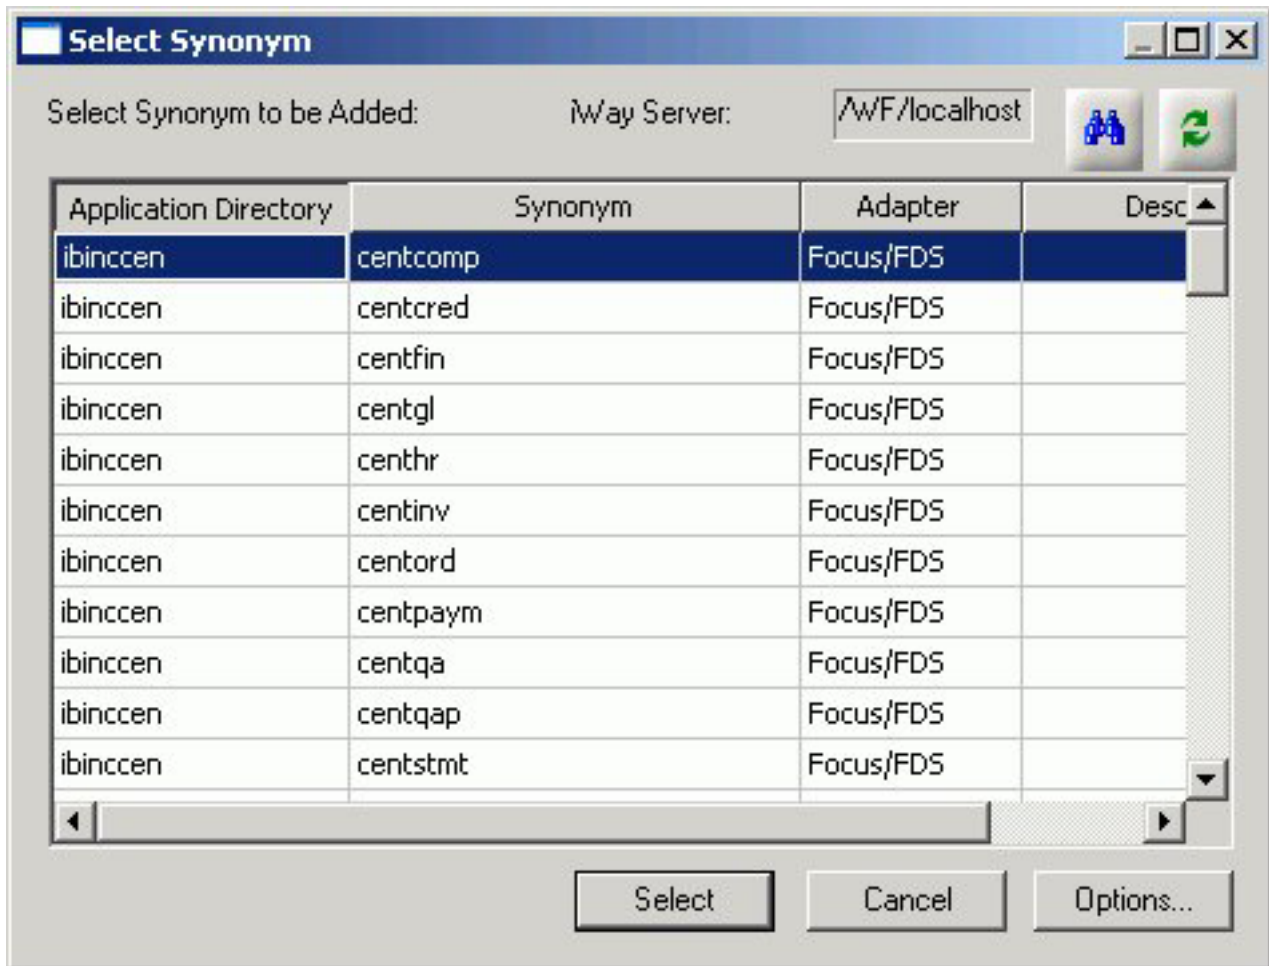 Select Synonym
Select Synonym to be Added: iWay Server: /WF/localhost
Application Directory Synonym Adapter Desc
ibinccen centcomp Focus/FDS
ibinccen centcred Focus/FDS
ibinccen centfin Focus/FDS
ibinccen centgl Focus/FDS
ibinccen centhr Focus/FDS
ibinccen centinv Focus/FDS
ibinccen centord Focus/FDS
ibinccen centpaym Focus/FDS
ibinccen centqa Focus/FDS
ibinccen centqap Focus/FDS
ibinccen centstmt Focus/FDS
Select Cancel Options...